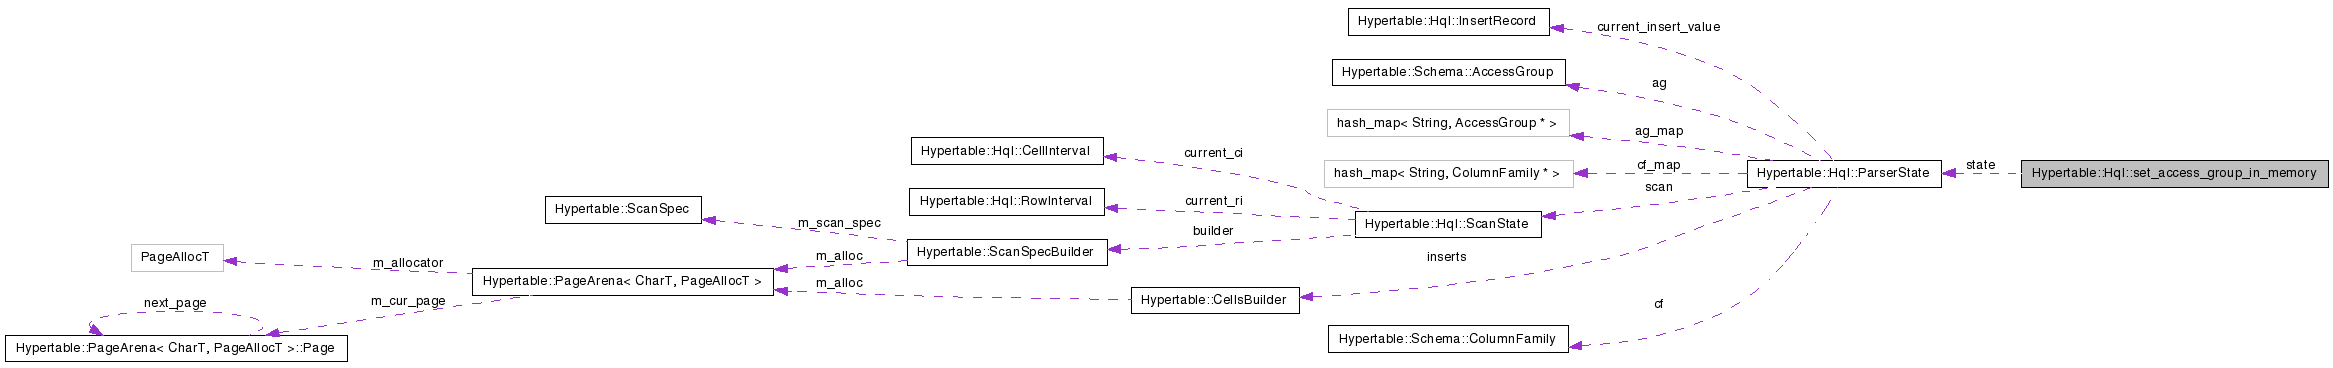 Hypertable::Hql::InsertRecord
current_insert_value
Hypertable::Schema::AccessGroup
ag
hash_map< String, AccessGroup * >
ag_map
Hypertable::Hql::CellInterval
current_ci
hash_map< String, ColumnFamily * >
cf_map
Hypertable::Hql::ParserState
state
Hypertable::Hql::set_access_group_in_memory
scan
Hypertable::ScanSpec
m_scan_spec
Hypertable::Hql::RowInterval
current_ri
Hypertable::Hql::ScanState
builder
PageAllocT
m_allocator
Hypertable::ScanSpecBuilder
m_alloc
inserts
Hypertable::PageArena< CharT, PageAllocT >
m_alloc
next_page
m_cur_page
Hypertable::CellsBuilder
cf
Hypertable::PageArena< CharT, PageAllocT >::Page
Hypertable::Schema::ColumnFamily